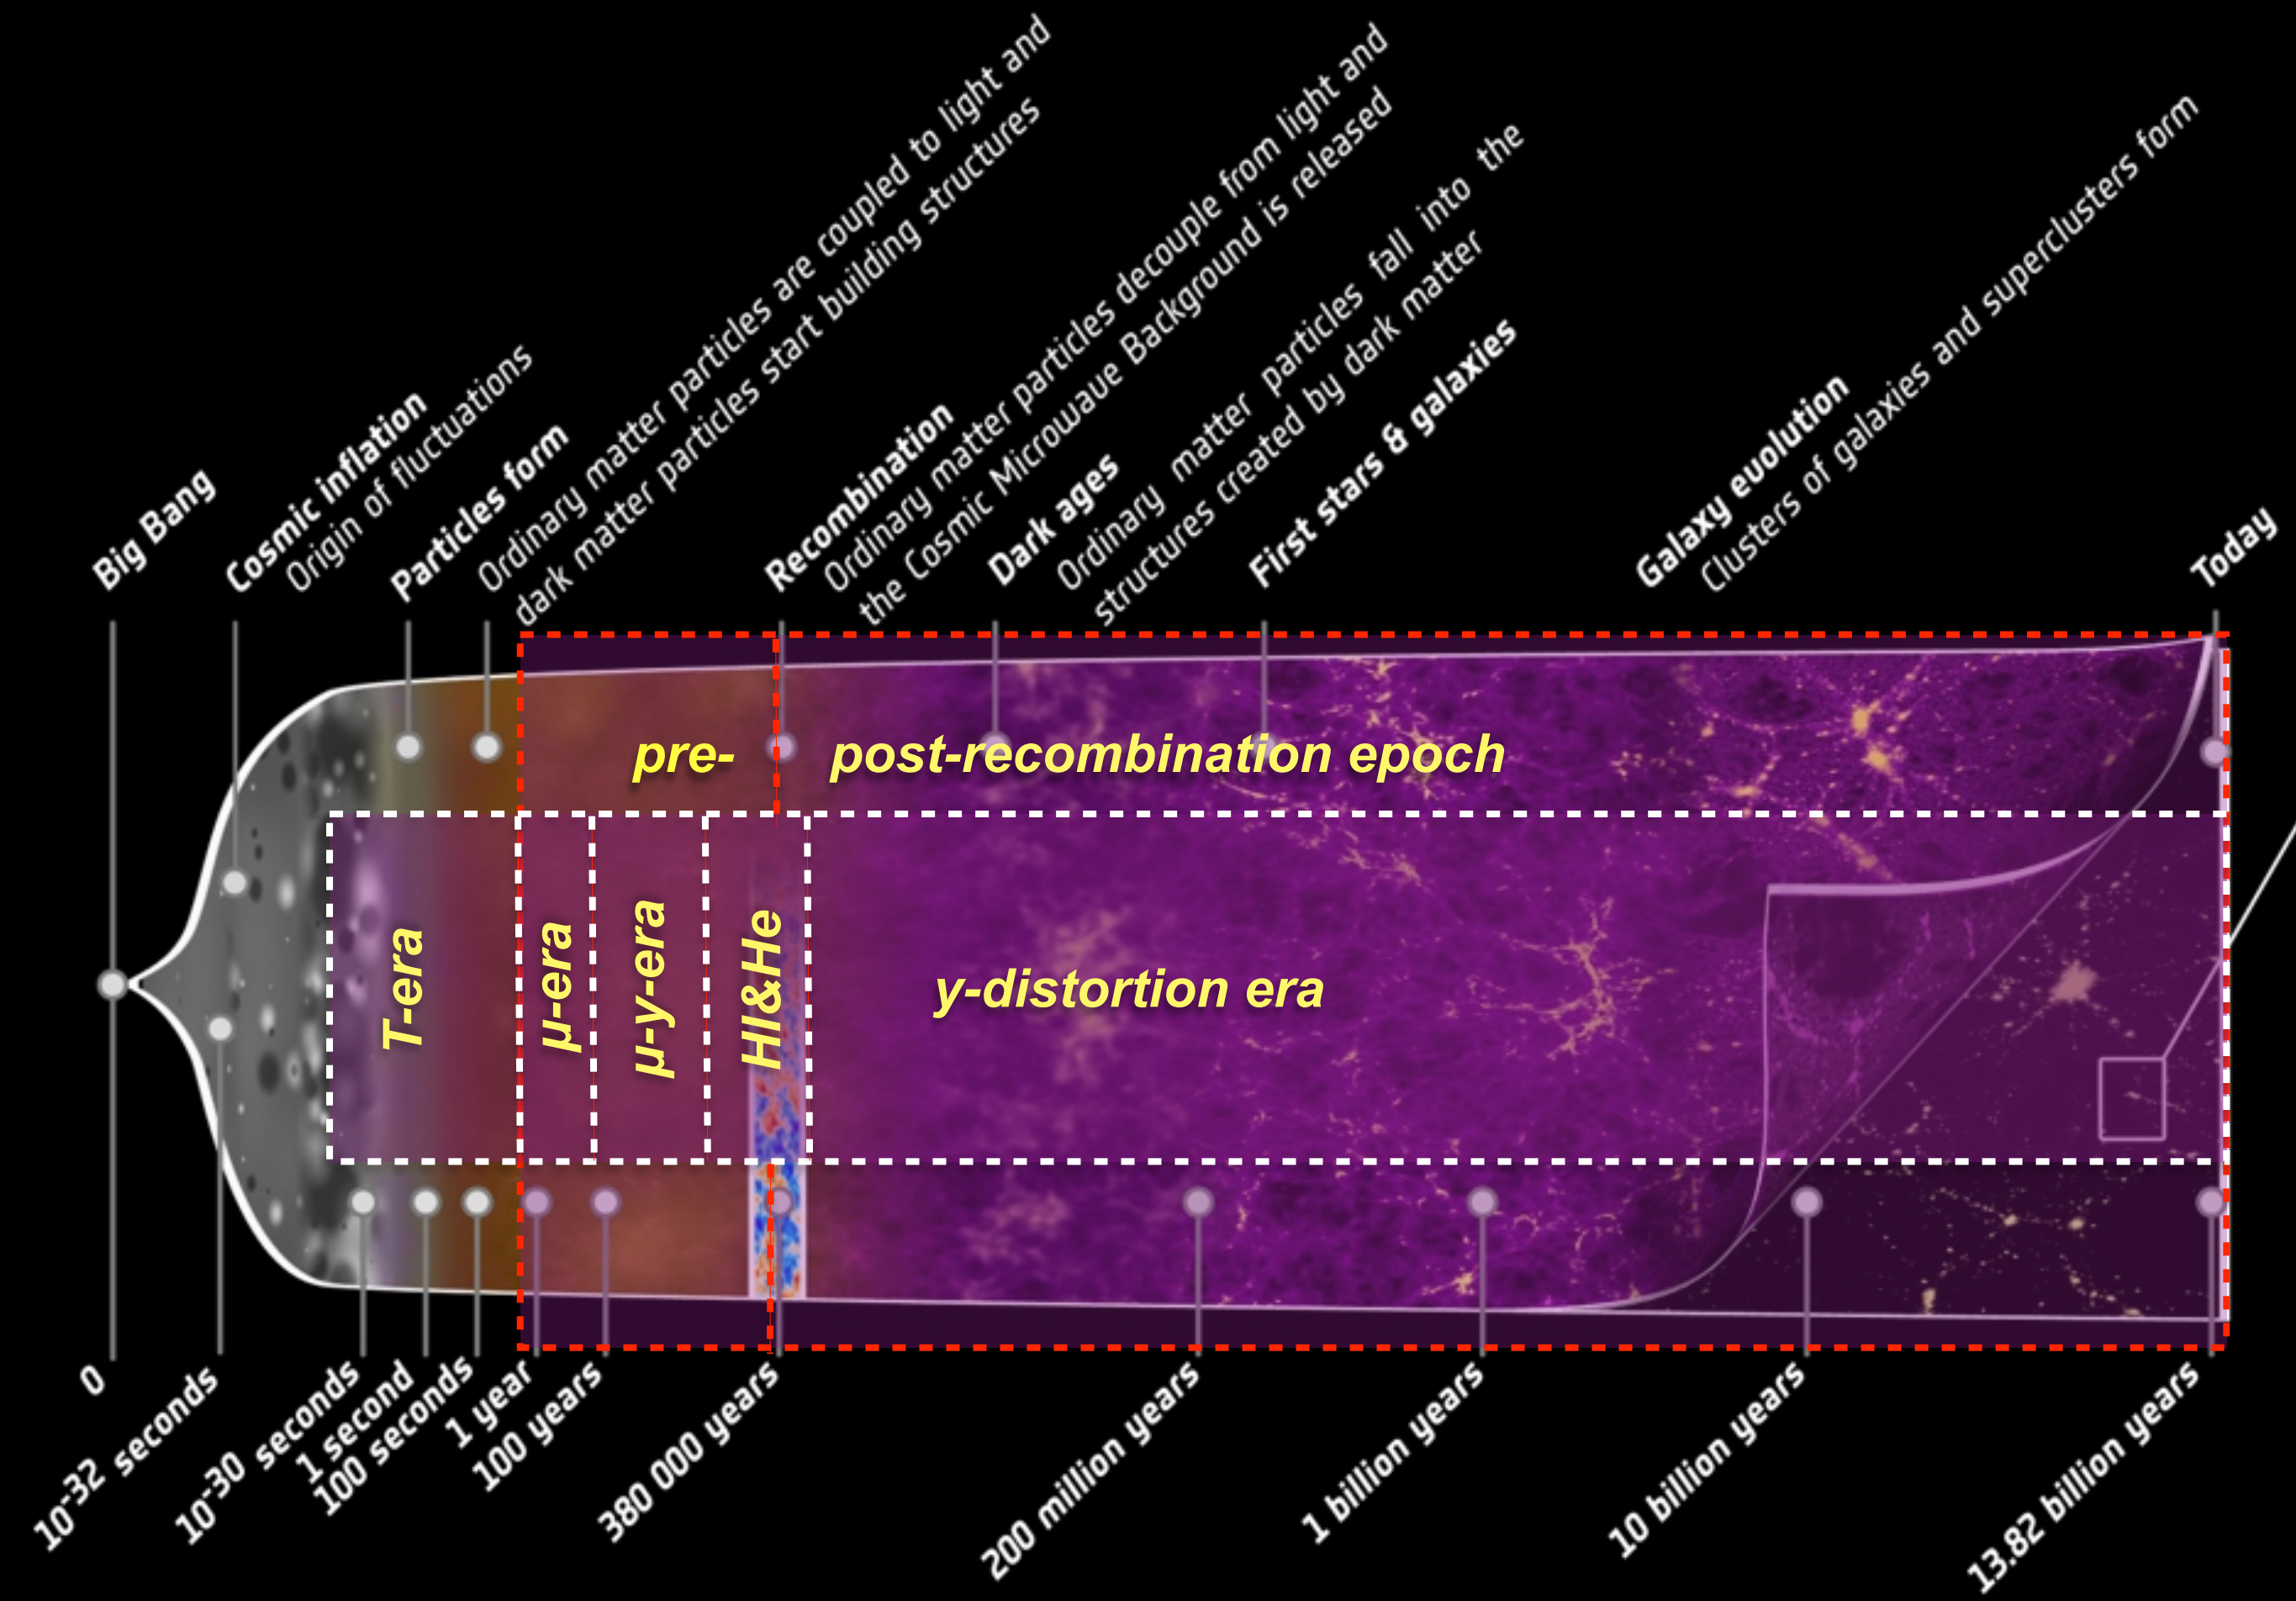 Big Bang
Cosmic inflation
Origin of fluctuations
Particles form
Ordinary matter particles are coupled to light and
dark matter particles start building structures
Recombination
Ordinary matter particles decouple from light and
the Cosmic Microwave Background is released
Dark ages
Ordinary matter particles fall into the
structures created by dark matter
First stars & galaxies
Galaxy evolution
Clusters of galaxies and superclusters form
Today
pre-
post-recombination epoch
T-era
μ-era
μ-y-era
HI&He
y-distortion era
0
10-32 seconds
10-30 seconds
1 second
100 seconds
1 year
100 years
380 000 years
200 million years
1 billion years
10 billion years
13.82 billion years